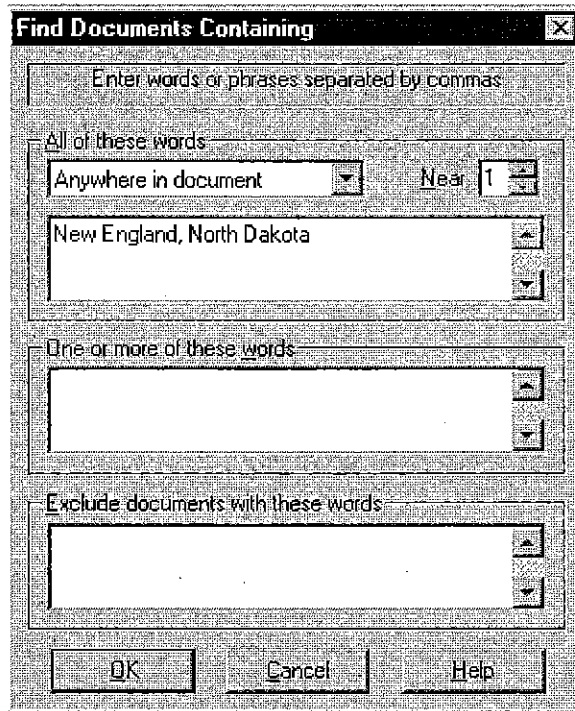 Find Documents Containing
Enter words or phrases separated by commas
All of these words
Anywhere in document Near 1
New England, North Dakota
One or more of these words
Exclude documents with these words
OK Cancel Help